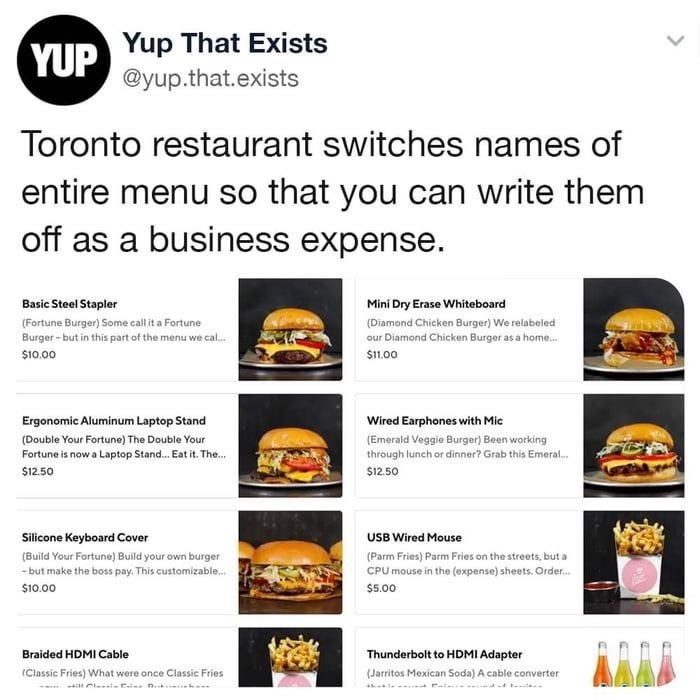 YUP
Yup That Exists
@yup.that.exists
Toronto restaurant switches names of
entire menu so that you can write them
off as a business expense.
Basic Steel Stapler
(Fortune Burger) Some call it a Fortune
Burger – but in this part of the menu we cal...
$10.00
Mini Dry Erase Whiteboard
(Diamond Chicken Burger) We relabeled
our Diamond Chicken Burger as a home...
$11.00
Ergonomic Aluminum Laptop Stand
(Double Your Fortune) The Double Your
Fortune is now a Laptop Stand... Eat it. The...
$12.50
Wired Earphones with Mic
(Emerald Veggie Burger) Been working
through lunch or dinner? Grab this Emeral...
$12.50
Silicone Keyboard Cover
(Build Your Fortune) Build your own burger
– but make the boss pay. This customizable...
$10.00
USB Wired Mouse
(Parm Fries) Parm Fries on the streets, but a
CPU mouse in the (expense) sheets. Order...
$5.00
Braided HDMI Cable
(Classic Fries) What were once Classic Fries
Thunderbolt to HDMI Adapter
(Jarritos Mexican Soda) A cable converter